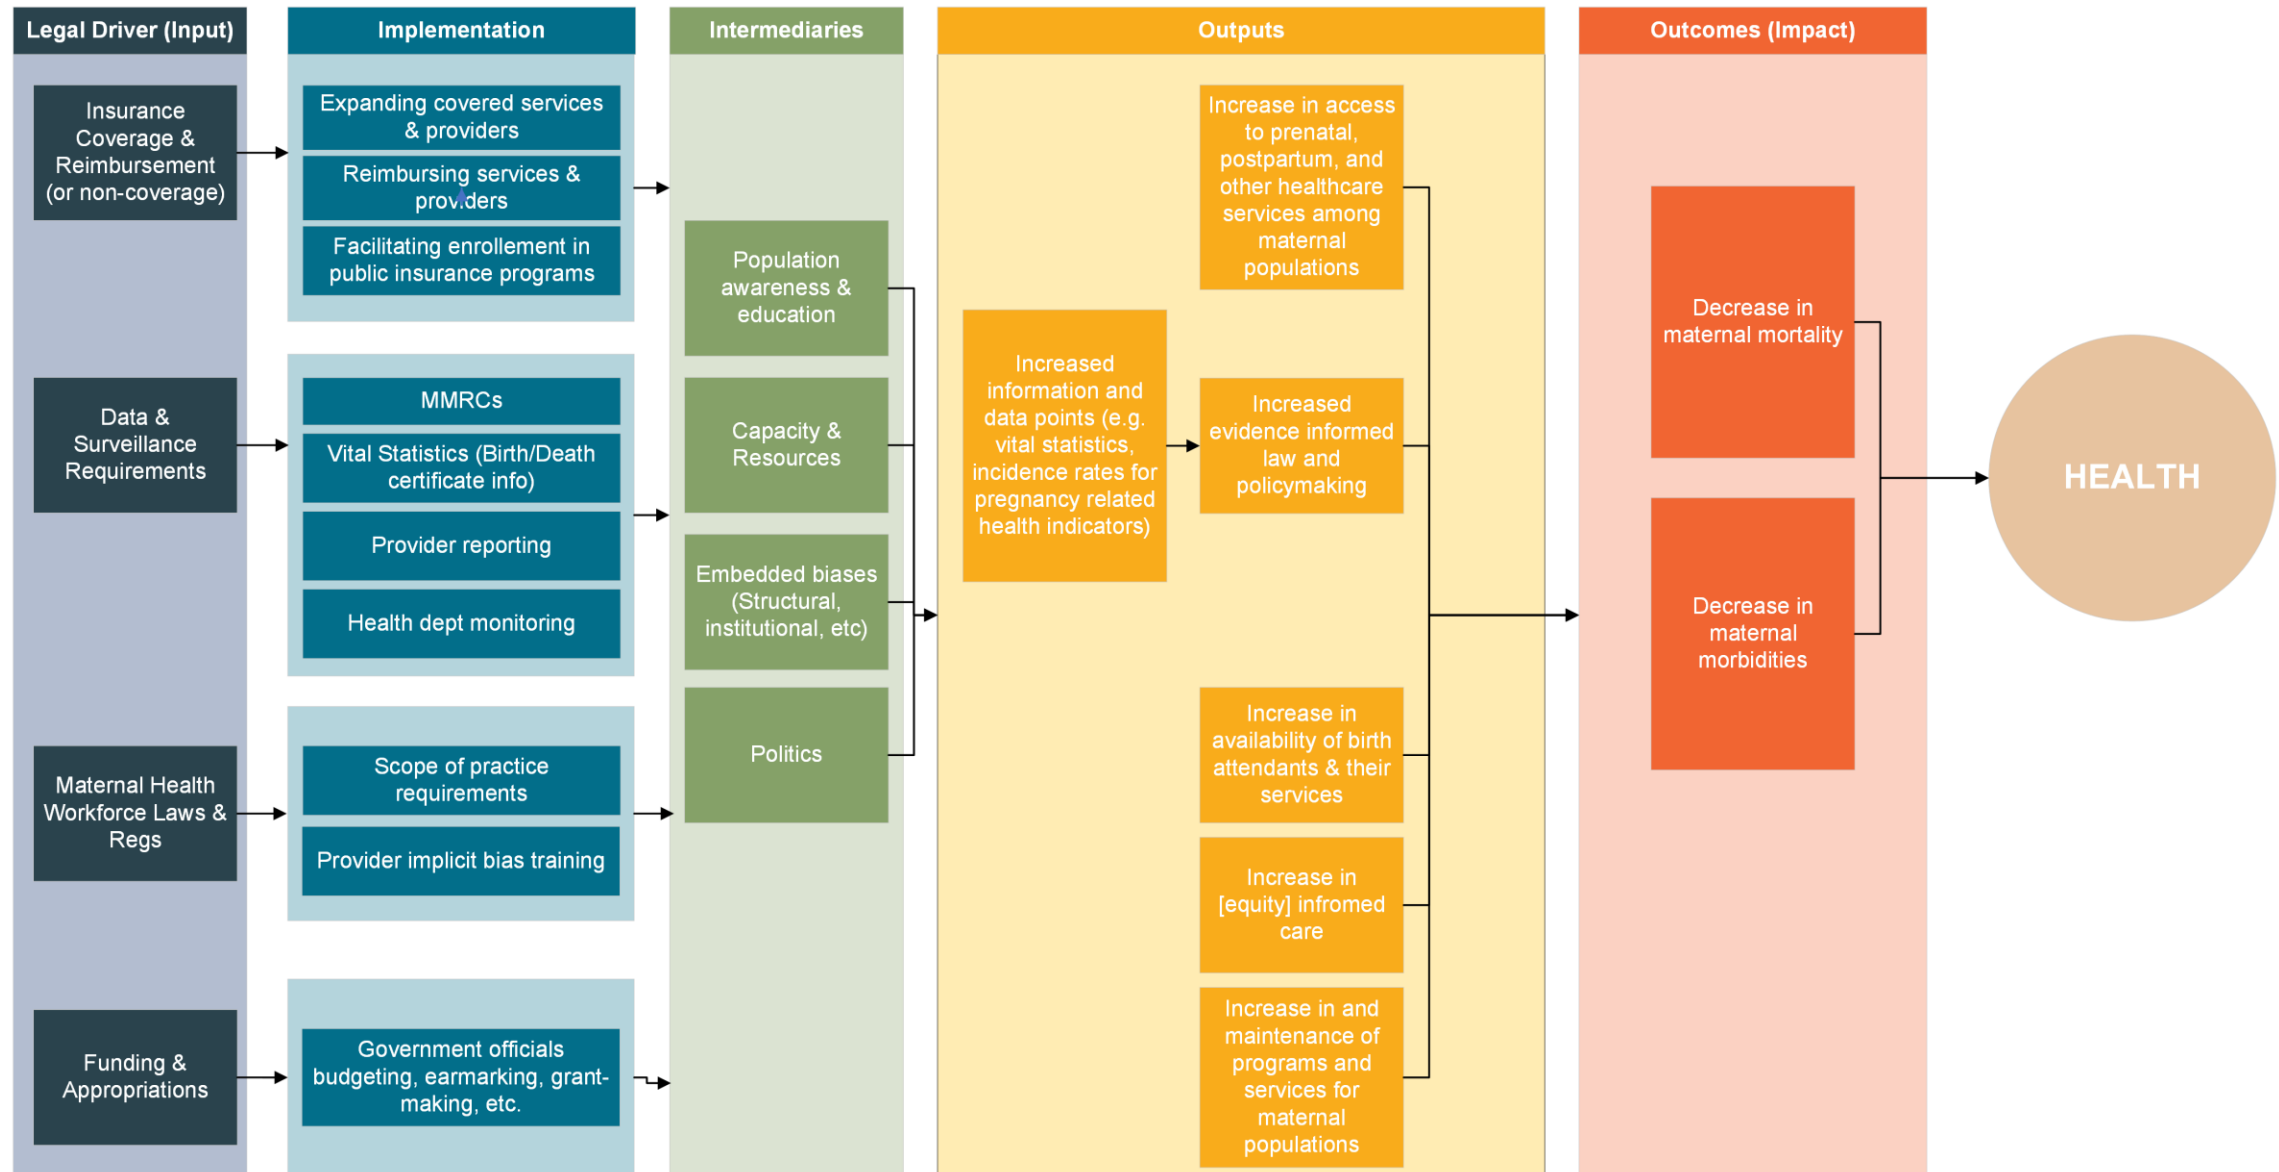 Legal Driver (Input)
Implementation
Intermediaries
Outputs
Outcomes (Impact)
Insurance
Coverage &
Reimbursement
(or non-coverage)
Data &
Surveillance
Requirements
Maternal Health
Workforce Laws &
Regs
Funding &
Appropriations
Expanding covered services
& providers
Reimbursing services &
providers
Facilitating enrollement in
public insurance programs
MMRCs
Vital Statistics (Birth/Death
certificate info)
Provider reporting
Health dept monitoring
Scope of practice
requirements
Provider implicit bias training
Government officials
budgeting, earmarking, grant-
making, etc.
Population
awareness &
education
Capacity &
Resources
Embedded biases
(Structural,
institutional, etc)
Politics
Increased
information and
data points (e.g.
vital statistics,
incidence rates for
pregnancy related
health indicators)
Increase in access
to prenatal,
postpartum, and
other healthcare
services among
maternal
populations
Increased
evidence informed
law and
policymaking
Increase in
availability of birth
attendants & their
services
Increase in
[equity] infromed
care
Increase in and
maintenance of
programs and
services for
maternal
populations
Decrease in
maternal mortality
Decrease in
maternal
morbidities
HEALTH